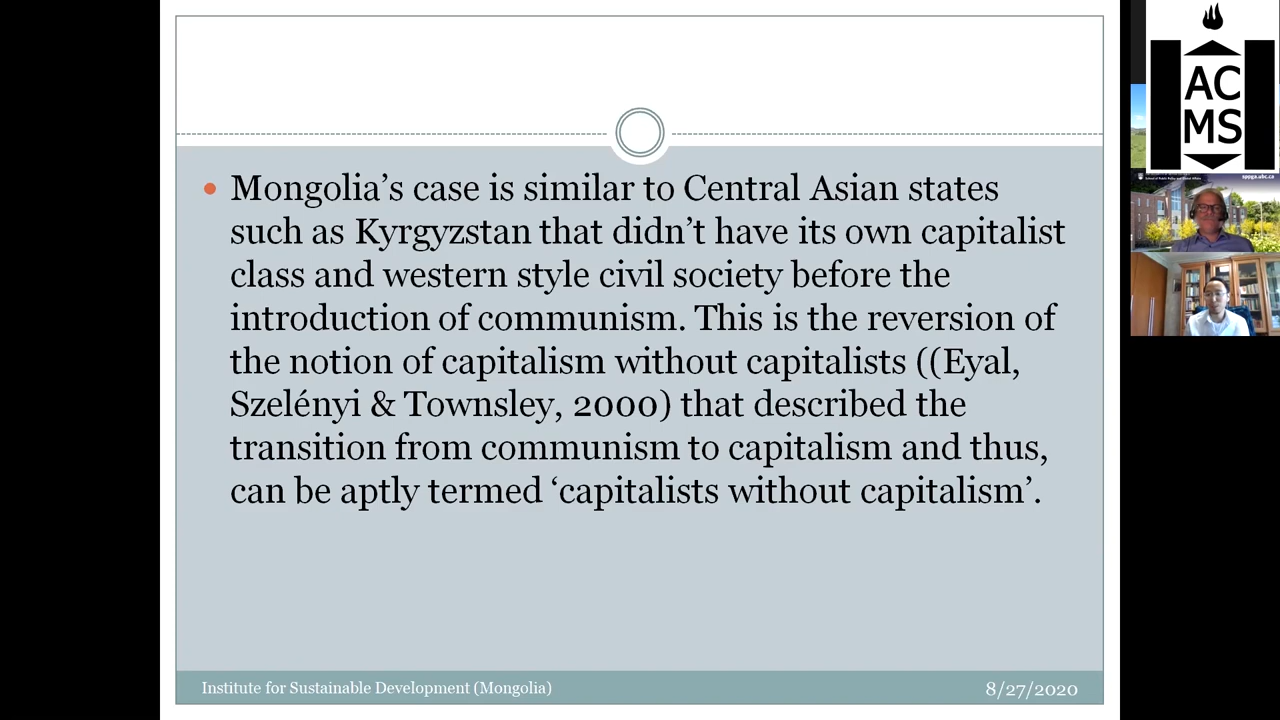 Mongolia’s case is similar to Central Asian states
such as Kyrgyzstan that didn’t have its own capitalist
class and western style civil society before the
introduction of communism. This is the reversion of
the notion of capitalism without capitalists ((Eyal,
Szelényi & Townsley, 2000) that described the
transition from communism to capitalism and thus,
can be aptly termed ‘capitalists without capitalism’.
Institute for Sustainable Development (Mongolia)
8/27/2020
AC
MS
sppga.ubc.ca